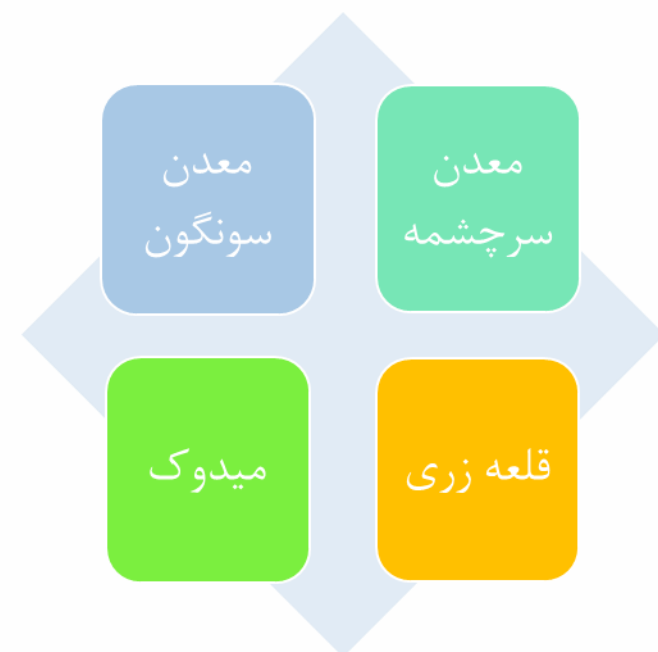 معدن
سرچشمه
معدن
سونگون
قلعه زری
میدوک